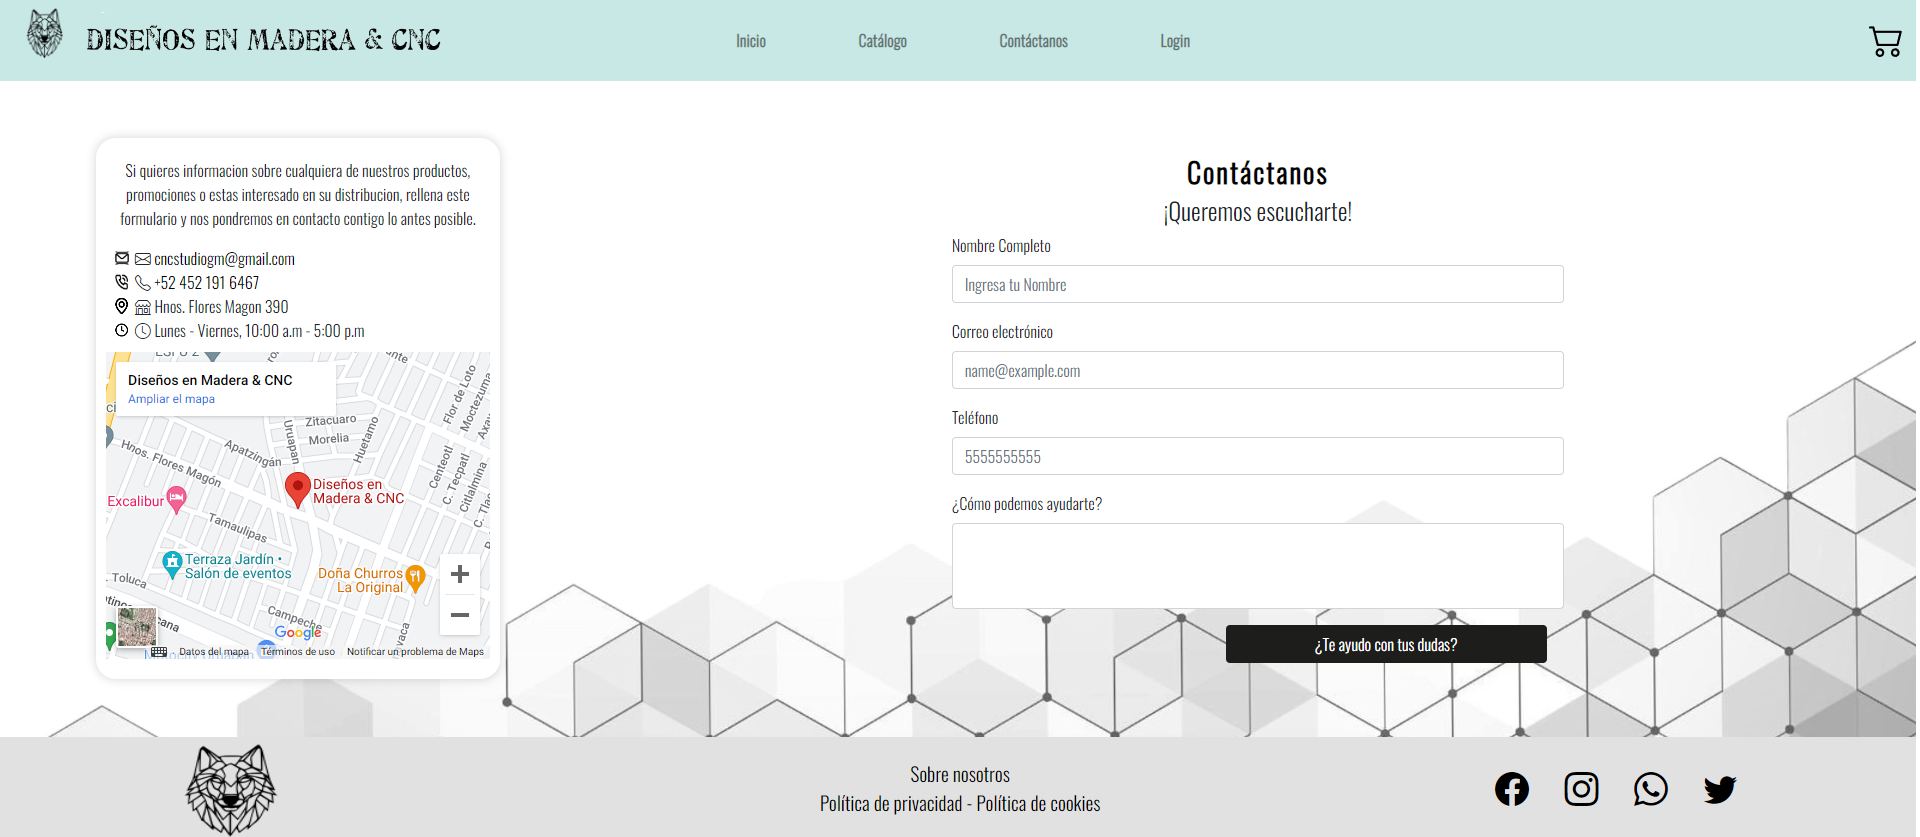 DISEÑOS EN MADERA & CNC
Inicio
Catálogo
Contáctanos
Login
Si quieres informacion sobre cualquiera de nuestros productos,
promociones o estas interesado en su distribucion, rellena este
formulario y nos pondremos en contacto contigo lo antes posible.
cncstudiogm@gmail.com
+52 452 191 6467
Hnos. Flores Magon 390
Lunes - Viernes, 10:00 a.m - 5:00 p.m
Diseños en Madera & CNC
Ampliar el mapa
Zitacuaro
Morelia
Uruapan
Huetamo
Flor de Loto
Moctezuma
Apatzingán
Hnos. Flores Magón
Centeotl
C. Tecpatl
Citlalmina
Diseños en
Madera & CNC
Excalibur
Tamaulipas
Terraza Jardín •
Salón de eventos
Doña Churros
La Original
Toluca
Campeche
Google
Datos del mapa
Términos de uso
Notificar un problema de Maps
Contáctanos
¡Queremos escucharte!
Nombre Completo
Ingresa tu Nombre
Correo electrónico
name@example.com
Teléfono
5555555555
¿Cómo podemos ayudarte?
¿Te ayudo con tus dudas?
Sobre nosotros
Política de privacidad - Política de cookies